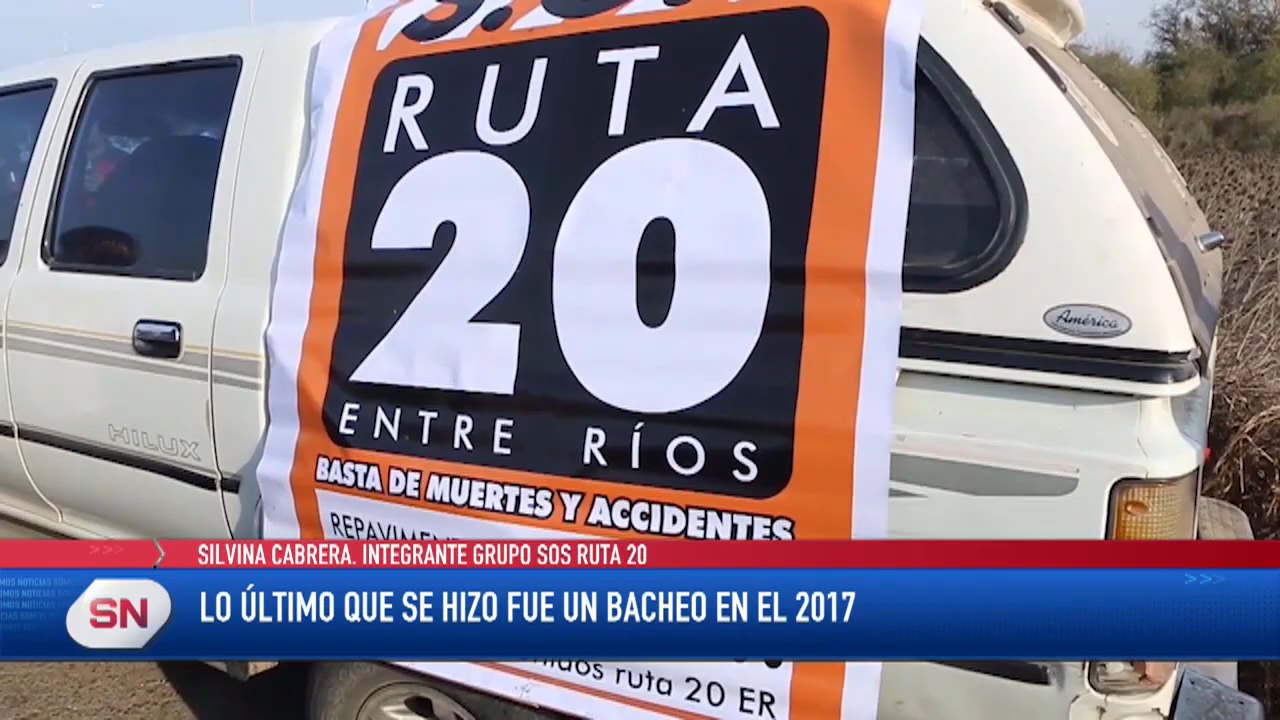 S.O.S.
RUTA
20
ENTRE RÍOS
BASTA DE MUERTES Y ACCIDENTES
HILUX
América
SILVINA CABRERA. INTEGRANTE GRUPO SOS RUTA 20
SN
LO ÚLTIMO QUE SE HIZO FUE UN BACHEO EN EL 2017
ruta 20 ER